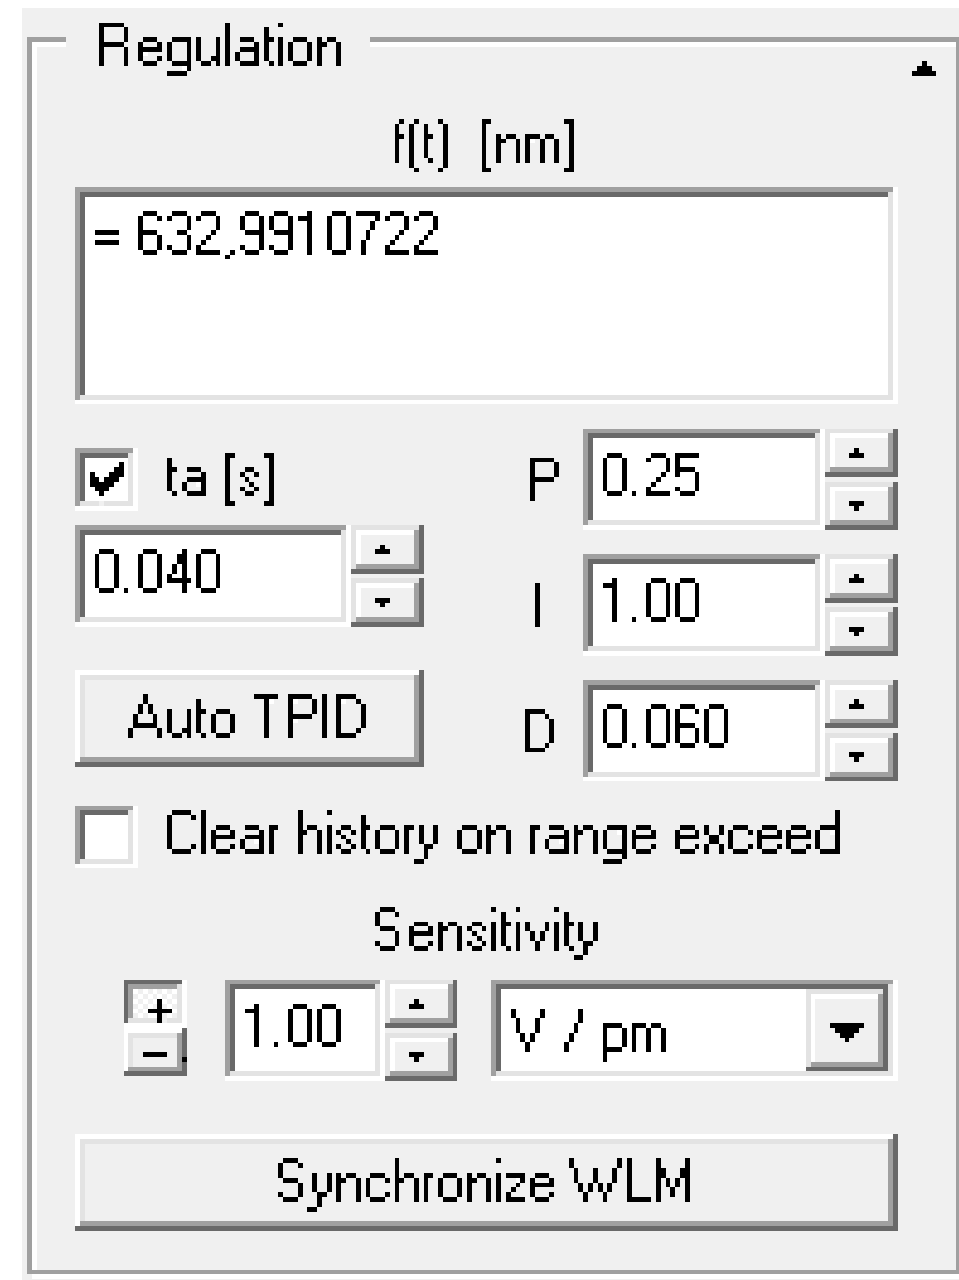 Regulation
f(t) [nm]
= 632,9910722
ta [s]
P 0.25
0.040
I 1.00
Auto TPID
D 0.060
Clear history on range exceed
Sensitivity
+
−
1.00 V / pm
Synchronize WLM